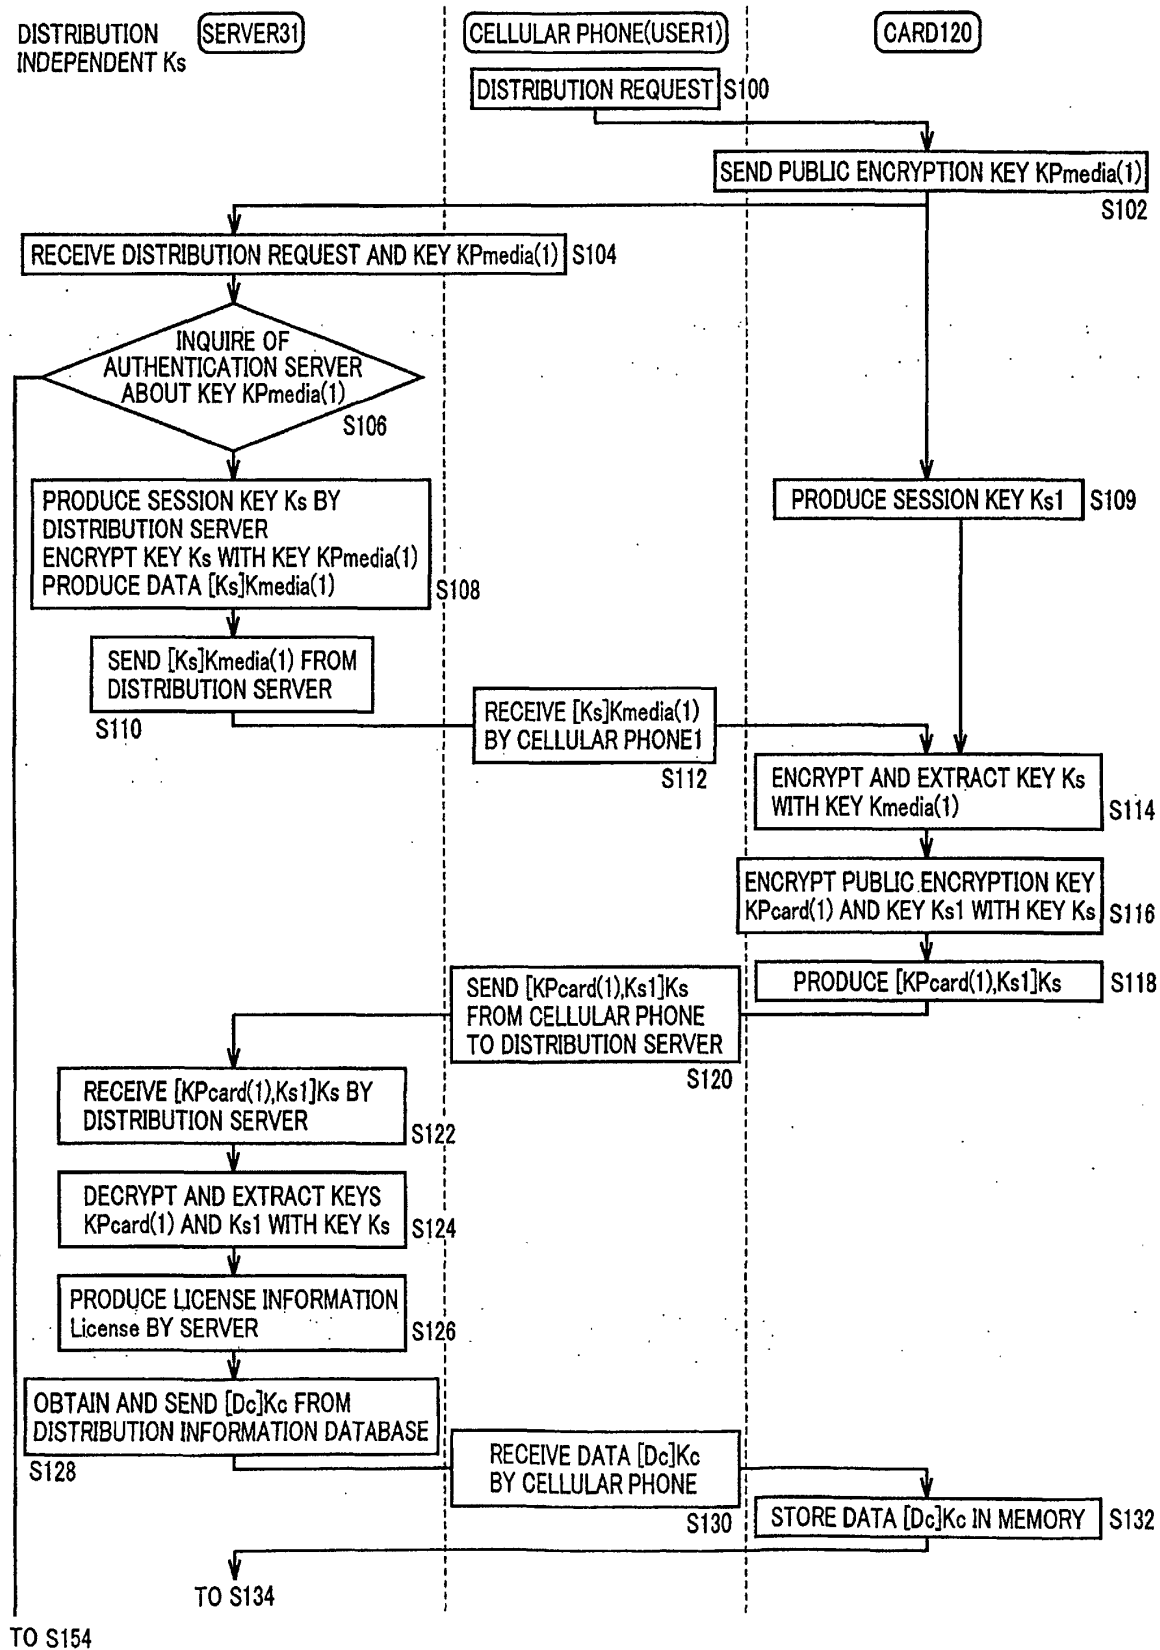 DISTRIBUTION
INDEPENDENT Ks
SERVER31
CELLULAR PHONE(USER1)
CARD120
DISTRIBUTION REQUEST
S100
SEND PUBLIC ENCRYPTION KEY KPmedia(1)
S102
RECEIVE DISTRIBUTION REQUEST AND KEY KPmedia(1)
S104
INQUIRE OF
AUTHENTICATION SERVER
ABOUT KEY KPmedia(1)
S106
PRODUCE SESSION KEY Ks BY
DISTRIBUTION SERVER
ENCRYPT KEY Ks WITH KEY KPmedia(1)
PRODUCE DATA [Ks]Kmedia(1)
S108
PRODUCE SESSION KEY Ks1
S109
SEND [Ks]Kmedia(1) FROM
DISTRIBUTION SERVER
S110
RECEIVE [Ks]Kmedia(1)
BY CELLULAR PHONE1
S112
ENCRYPT AND EXTRACT KEY Ks
WITH KEY Kmedia(1)
S114
ENCRYPT PUBLIC ENCRYPTION KEY
KPcard(1) AND KEY Ks1 WITH KEY Ks
S116
PRODUCE [KPcard(1),Ks1]Ks
S118
SEND [KPcard(1),Ks1]Ks
FROM CELLULAR PHONE
TO DISTRIBUTION SERVER
S120
RECEIVE [KPcard(1),Ks1]Ks BY
DISTRIBUTION SERVER
S122
DECRYPT AND EXTRACT KEYS
KPcard(1) AND Ks1 WITH KEY Ks
S124
PRODUCE LICENSE INFORMATION
License BY SERVER
S126
OBTAIN AND SEND [Dc]Kc FROM
DISTRIBUTION INFORMATION DATABASE
S128
RECEIVE DATA [Dc]Kc
BY CELLULAR PHONE
S130
STORE DATA [Dc]Kc IN MEMORY
S132
TO S134
TO S154